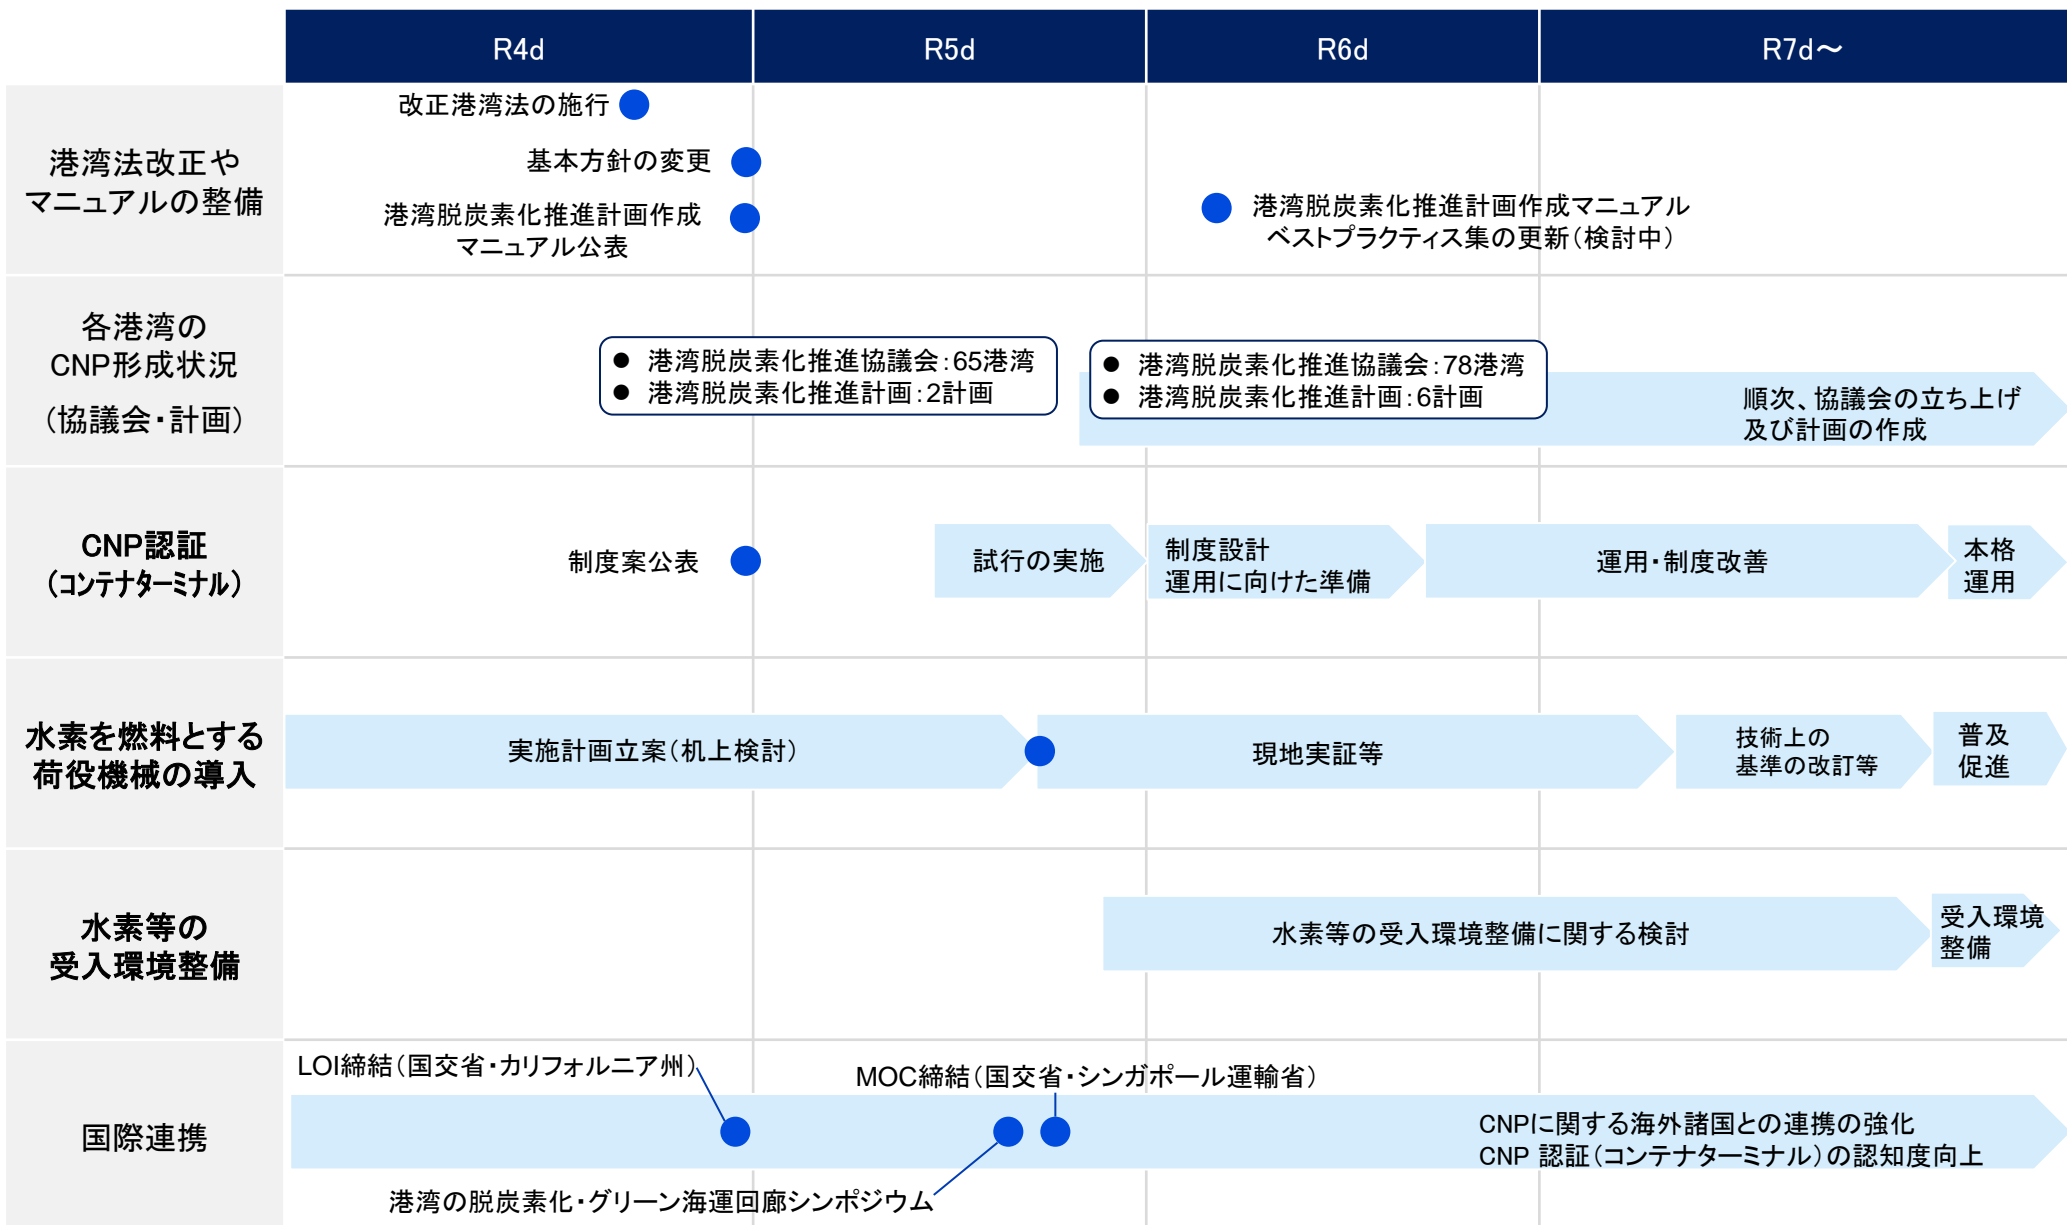 R4d
R5d
R6d
R7d～
港湾法改正や
マニュアルの整備
改正港湾法の施行
基本方針の変更
港湾脱炭素化推進計画作成
マニュアル公表
港湾脱炭素化推進計画作成マニュアル
ベストプラクティス集の更新（検討中）
各港湾の
CNP形成状況
（協議会・計画）
● 港湾脱炭素化推進協議会：65港湾
● 港湾脱炭素化推進計画：2計画
● 港湾脱炭素化推進協議会：78港湾
● 港湾脱炭素化推進計画：6計画
順次、協議会の立ち上げ
及び計画の作成
CNP認証
（コンテナターミナル）
制度案公表
試行の実施
制度設計
運用に向けた準備
運用・制度改善
本格
運用
水素を燃料とする
荷役機械の導入
実施計画立案（机上検討）
現地実証等
技術上の
基準の改訂等
普及
促進
水素等の
受入環境整備
水素等の受入環境整備に関する検討
受入環境
整備
国際連携
LOI締結（国交省・カリフォルニア州）
MOC締結（国交省・シンガポール運輸省）
CNPに関する海外諸国との連携の強化
CNP 認証（コンテナターミナル）の認知度向上
港湾の脱炭素化・グリーン海運回廊シンポジウム